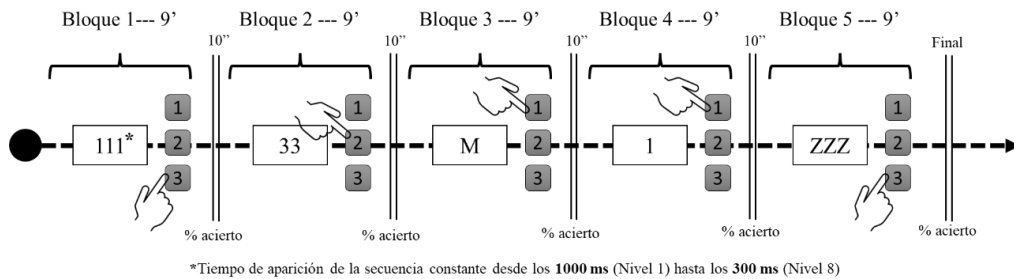 Bloque 1 --- 9’ Bloque 2 --- 9’ Bloque 3 --- 9’ Bloque 4 --- 9’ Bloque 5 --- 9’
10” 10” 10” 10” Final
1 1 1 1 1
111* 2 33 2 M 2 1 2 ZZZ 2
3 3 3 3 3
% acierto % acierto % acierto % acierto % acierto
*Tiempo de aparición de la secuencia constante desde los 1000 ms (Nivel 1) hasta los 300 ms (Nivel 8)